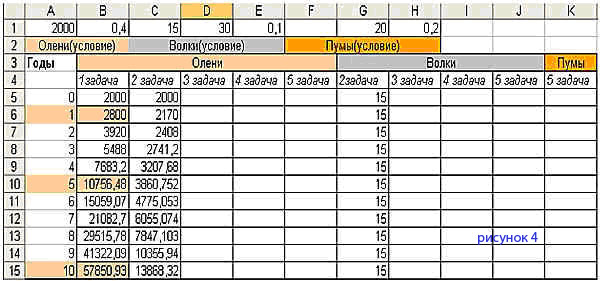 A B C D E F G H I J K
1 2000 0,4 15 30 0,1 20 0,2
2 Олени(условие) Волки(условие) Пумы(условие)
3 Годы Олени Волки Пумы
4 1задача 2 задача 3 задача 4 задача 5 задача 2задача 3 задача 4 задача 5 задача 5 задача
5 0 2000 2000 15
6 1 2800 2170 15
7 2 3920 2408 15
8 3 5488 2741,2 15
9 4 7683,2 3207,68 15
10 5 10756,48 3860,752 15
11 6 15059,07 4775,053 15
12 7 21082,7 6055,074 15
13 8 29515,78 7847,103 15 рисунок 4
14 9 41322,09 10355,94 15
15 10 57850,93 13868,32 15